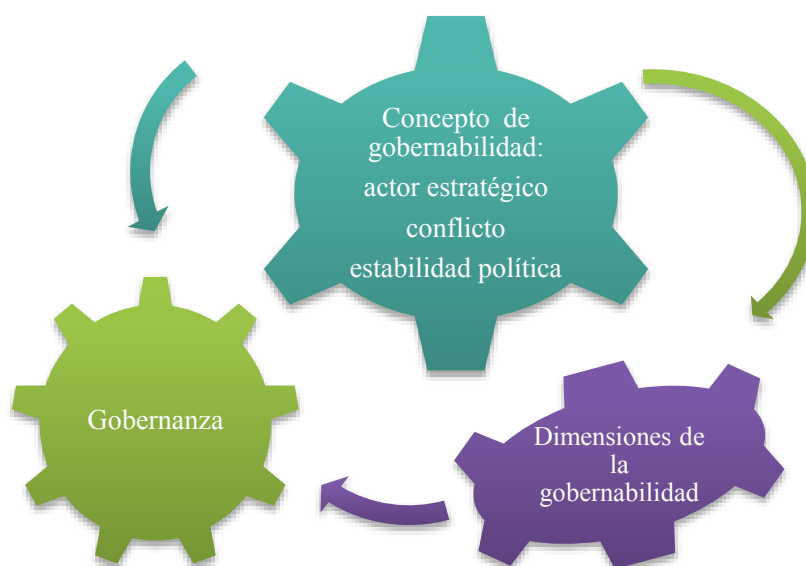 Concepto de
gobernabilidad:
actor estratégico
conflicto
estabilidad política
Gobernanza
Dimensiones de
la
gobernabilidad